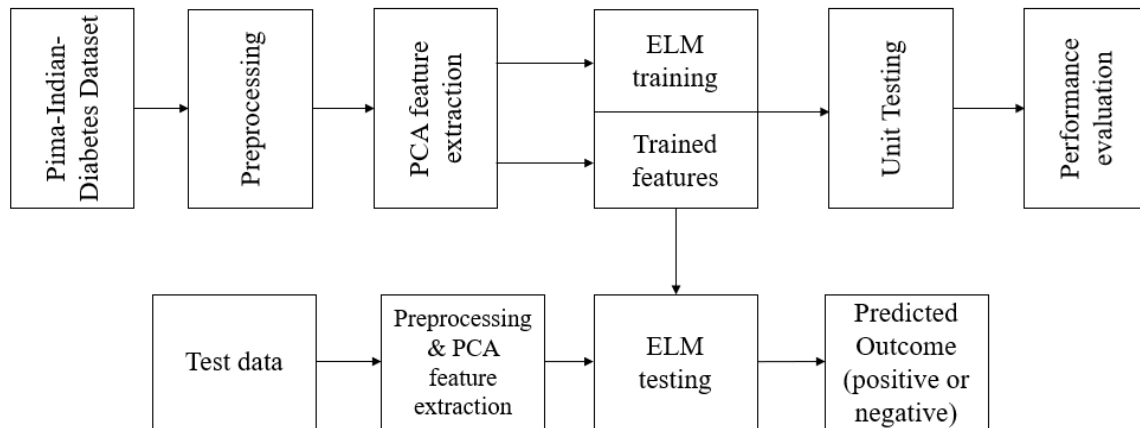 Pima-Indian-
Diabetes Dataset
Preprocessing
PCA feature
extraction
ELM
training
Trained
features
Unit Testing
Performance
evaluation
Test data
Preprocessing
& PCA
feature
extraction
ELM
testing
Predicted
Outcome
(positive or
negative)